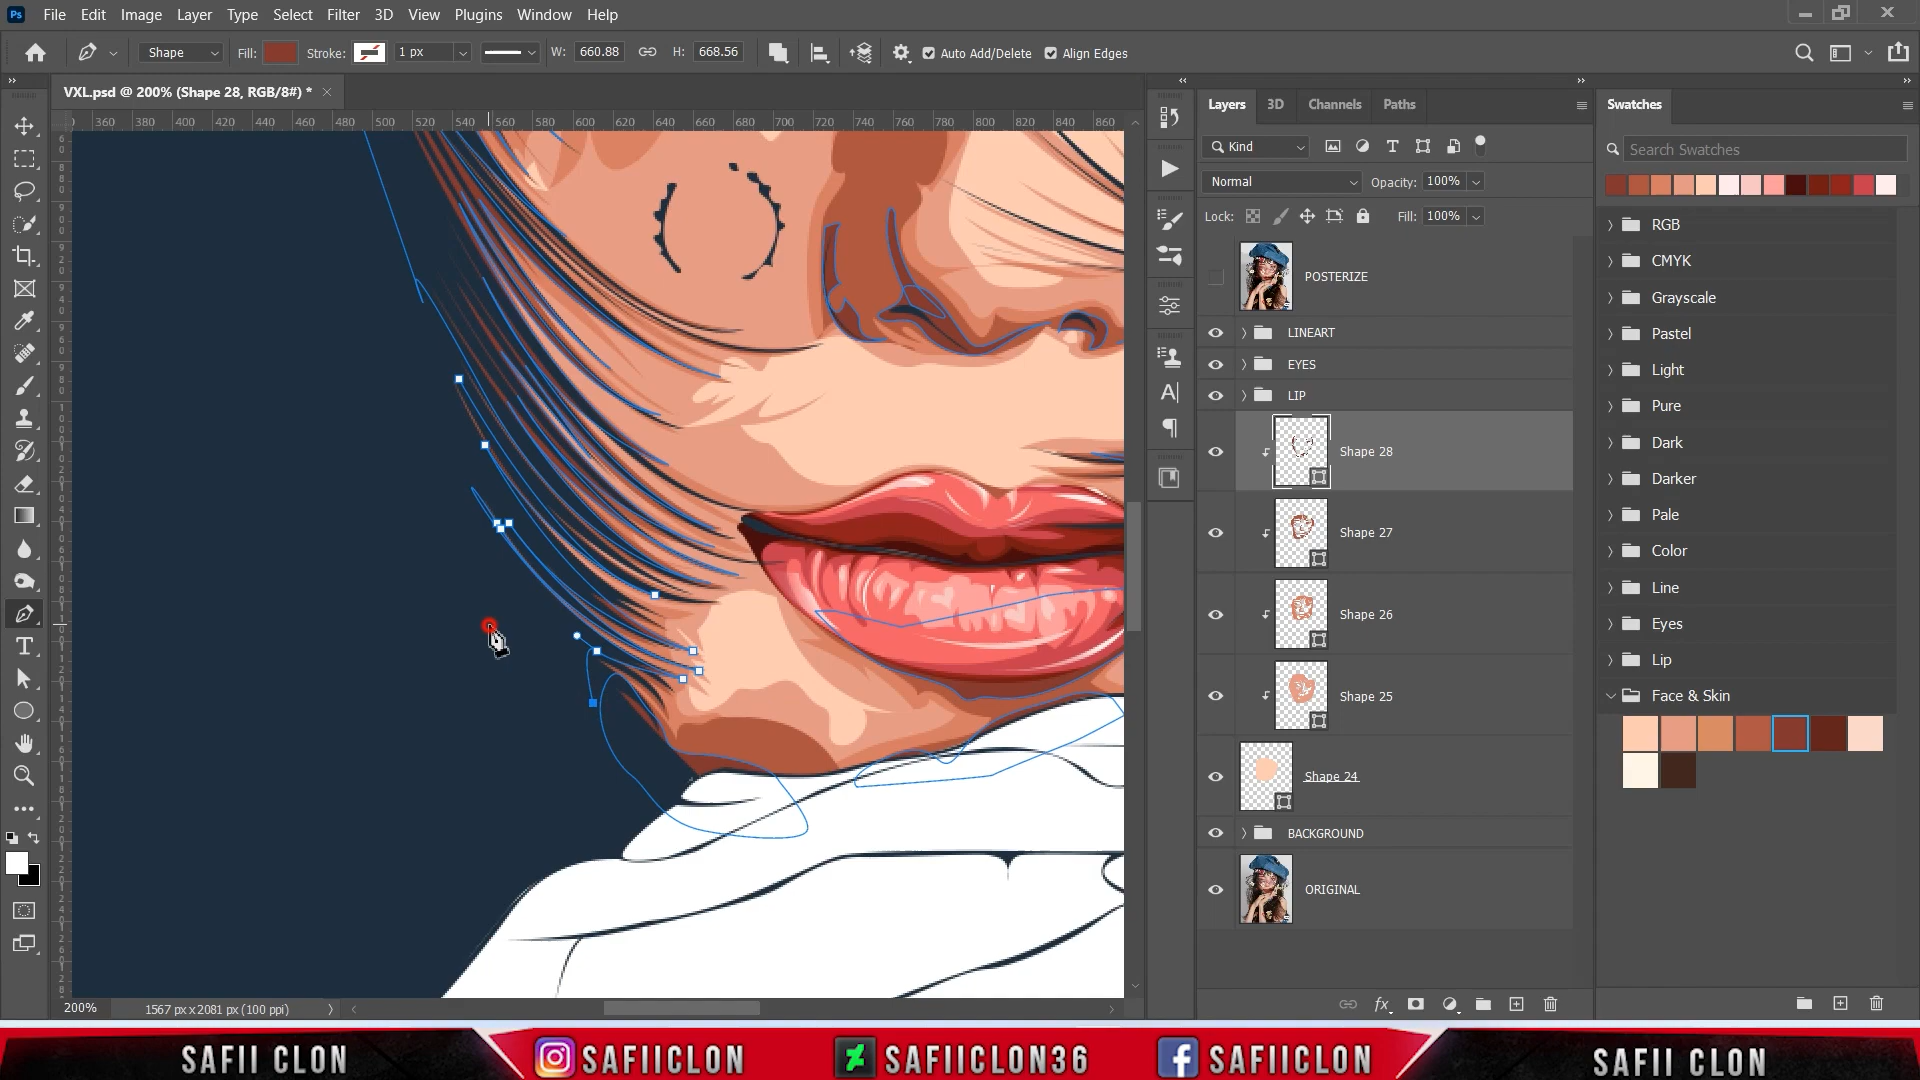 Ps File Edit Image Layer Type Select Filter 3D View Plugins Window Help
Shape Fill: Stroke: 1 px W: 660.88 H: 668.56 Auto Add/Delete Align Edges
VXL.psd @ 200% (Shape 28, RGB/8#) *
360 380 400 420 440 460 480 500 520 540 560 580 600 620 640 660 680 700 720 740 760 780 800 820 840 860
Layers 3D Channels Paths
Kind
Normal Opacity: 100%
Lock: Fill: 100%
POSTERIZE
LINEART
EYES
LIP
Shape 28
Shape 27
Shape 26
Shape 25
Shape 24
BACKGROUND
ORIGINAL
Swatches
Search Swatches
RGB
CMYK
Grayscale
Pastel
Light
Pure
Dark
Darker
Pale
Color
Line
Eyes
Lip
Face & Skin
200% 1567 px x 2081 px (100 ppi)
fx
SAFII CLON SAFIICLON SAFIICLON36 SAFIICLON SAFII CLON